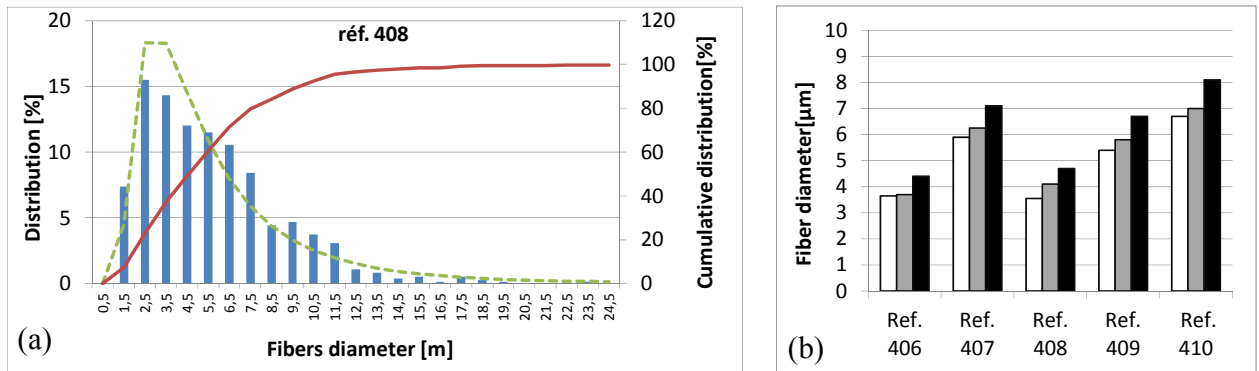 réf. 408
Distribution [%]
20
15
10
5
0
120
100
80
60
40
20
0
Cumulative distribution[%]
0,5 1,5 2,5 3,5 4,5 5,5 6,5 7,5 8,5 9,5 10,5 11,5 12,5 13,5 14,5 15,5 16,5 17,5 18,5 19,5 20,5 21,5 22,5 23,5 24,5
Fibers diameter [m]
(a)
Fiber diameter[µm]
10
9
8
7
6
5
4
3
2
1
0
Ref. Ref. Ref. Ref. Ref.
406 407 408 409 410
(b)